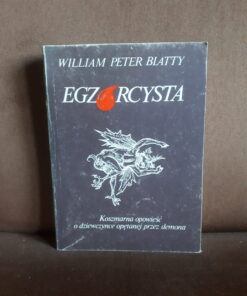 WILLIAM PETER BLATTY
EGZORCYSTA
Koszmarna opowieść
o dziewczynce opętanej przez demona